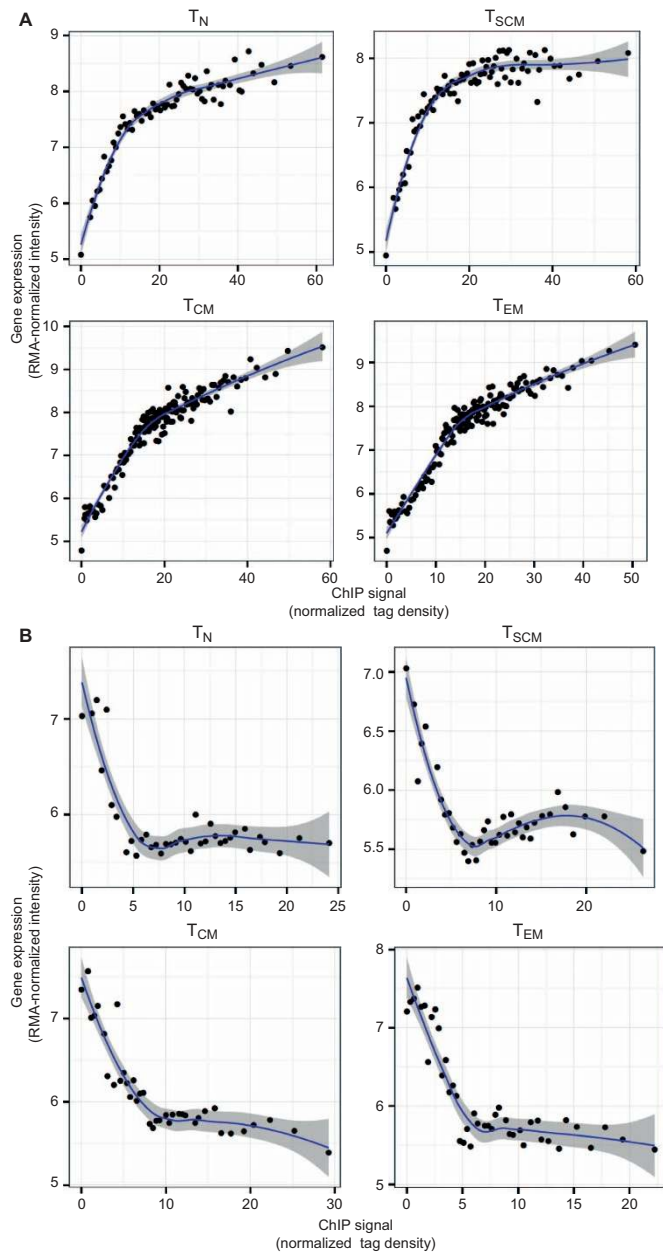 A
T_N
T_SCM
9
8
7
6
5
0 20 40 60
8
7
6
5
0 20 40 60
Gene expression
(RMA-normalized intensity)
T_CM
T_EM
10
9
8
7
6
5
0 20 40 60
9
8
7
6
5
0 10 20 30 40 50
ChIP signal
(normalized tag density)
B
T_N
T_SCM
7
6
0 5 10 15 20 25
7.0
6.5
6.0
5.5
0 10 20
Gene expression
(RMA-normalized intensity)
T_CM
T_EM
7
6
5
0 10 20 30
8
7
6
5
0 5 10 15 20
ChIP signal
(normalized tag density)